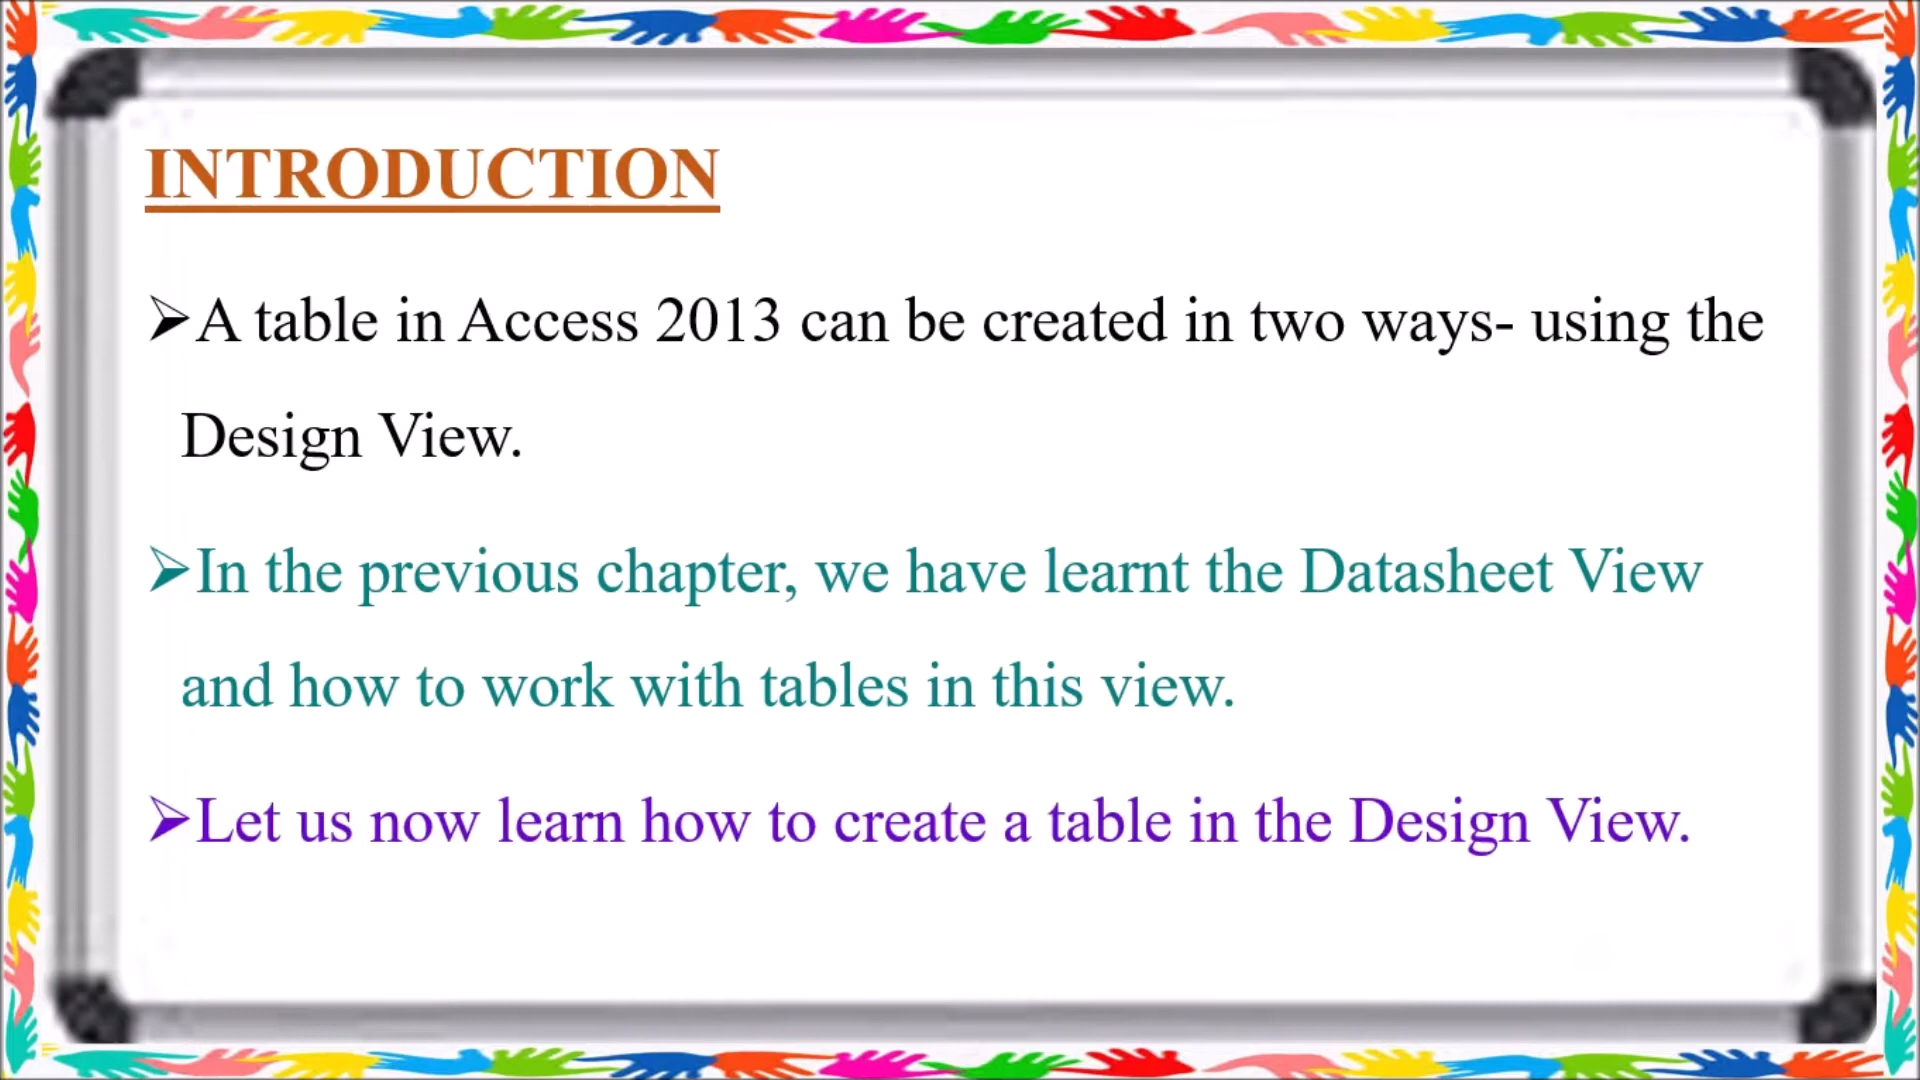 INTRODUCTION
➢A table in Access 2013 can be created in two ways- using the
Design View.
➢In the previous chapter, we have learnt the Datasheet View
and how to work with tables in this view.
➢Let us now learn how to create a table in the Design View.